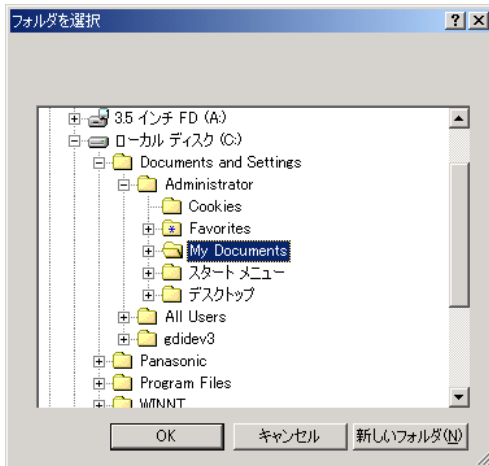 フォルダを選択
3.5 インチ FD (A:)
ローカル ディスク (C:)
Documents and Settings
Administrator
Cookies
Favorites
My Documents
スタート メニュー
デスクトップ
All Users
gdidev3
Panasonic
Program Files
WINNT
OK キャンセル 新しいフォルダ(N)